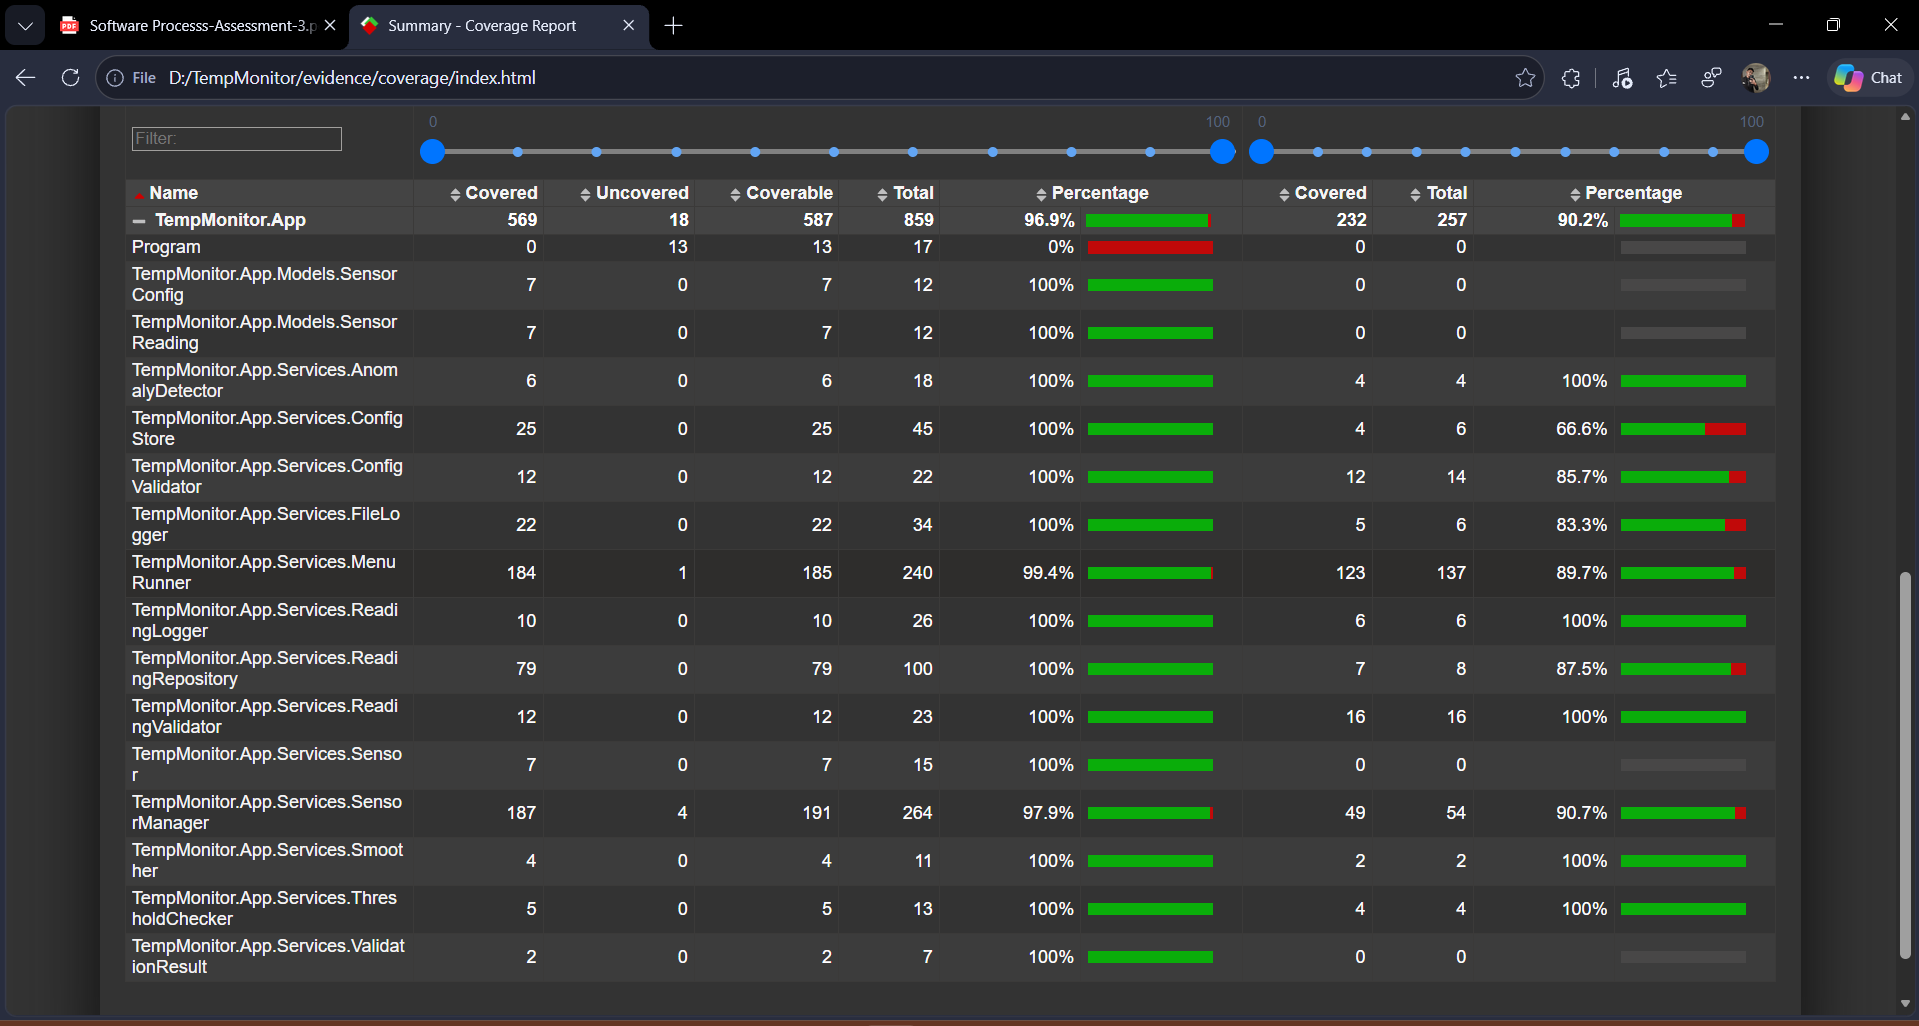 Software Processs-Assessment-3.p
Summary - Coverage Report
File D:/TempMonitor/evidence/coverage/index.html
Chat
Filter:
0 100 0 100
Name Covered Uncovered Coverable Total Percentage Covered Total Percentage
TempMonitor.App 569 18 587 859 96.9% 232 257 90.2%
Program 0 13 13 17 0% 0 0
TempMonitor.App.Models.Sensor
Config 7 0 7 12 100% 0 0
TempMonitor.App.Models.Sensor
Reading 7 0 7 12 100% 0 0
TempMonitor.App.Services.Anom
alyDetector 6 0 6 18 100% 4 4 100%
TempMonitor.App.Services.Config
Store 25 0 25 45 100% 4 6 66.6%
TempMonitor.App.Services.Config
Validator 12 0 12 22 100% 12 14 85.7%
TempMonitor.App.Services.FileLo
gger 22 0 22 34 100% 5 6 83.3%
TempMonitor.App.Services.Menu
Runner 184 1 185 240 99.4% 123 137 89.7%
TempMonitor.App.Services.Readi
ngLogger 10 0 10 26 100% 6 6 100%
TempMonitor.App.Services.Readi
ngRepository 79 0 79 100 100% 7 8 87.5%
TempMonitor.App.Services.Readi
ngValidator 12 0 12 23 100% 16 16 100%
TempMonitor.App.Services.Senso
r 7 0 7 15 100% 0 0
TempMonitor.App.Services.Senso
rManager 187 4 191 264 97.9% 49 54 90.7%
TempMonitor.App.Services.Smoot
her 4 0 4 11 100% 2 2 100%
TempMonitor.App.Services.Thres
holdChecker 5 0 5 13 100% 4 4 100%
TempMonitor.App.Services.Validat
ionResult 2 0 2 7 100% 0 0